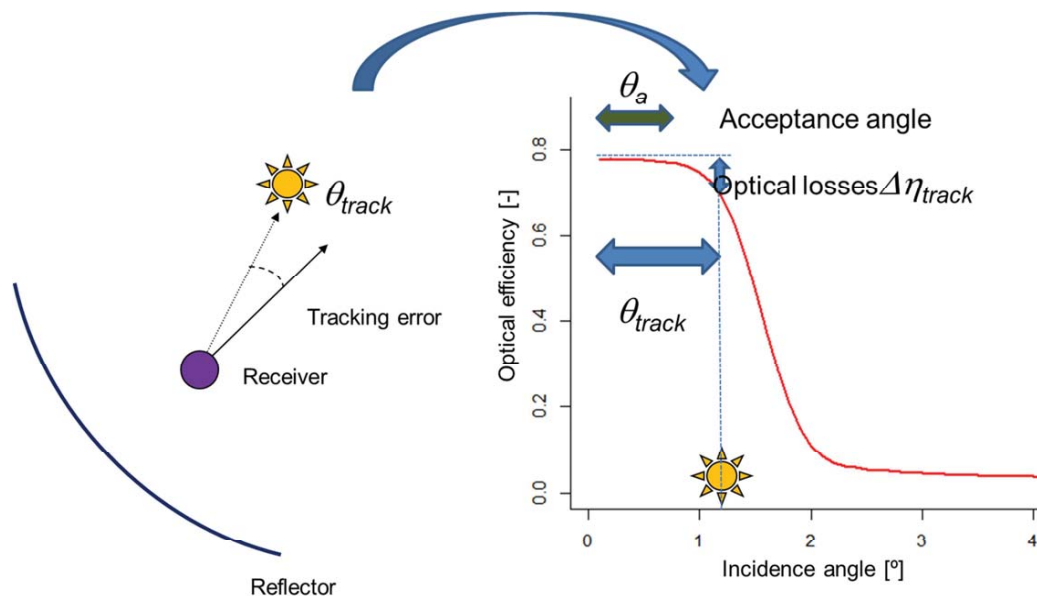 θtrack
Tracking error
Receiver
Reflector
θa
Acceptance angle
Optical lossesΔηtrack
θtrack
Optical efficiency [-]
0.8
0.6
0.4
0.2
0.0
0 1 2 3 4
Incidence angle [º]